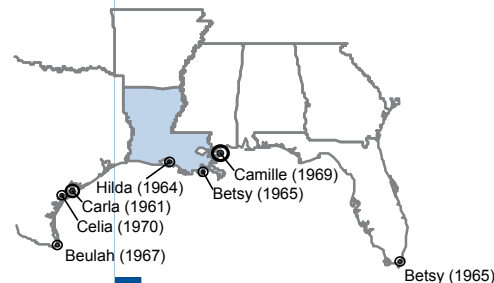 Camille (1969)
Hilda (1964)
Betsy (1965)
Carla (1961)
Celia (1970)
Beulah (1967)
Betsy (1965)